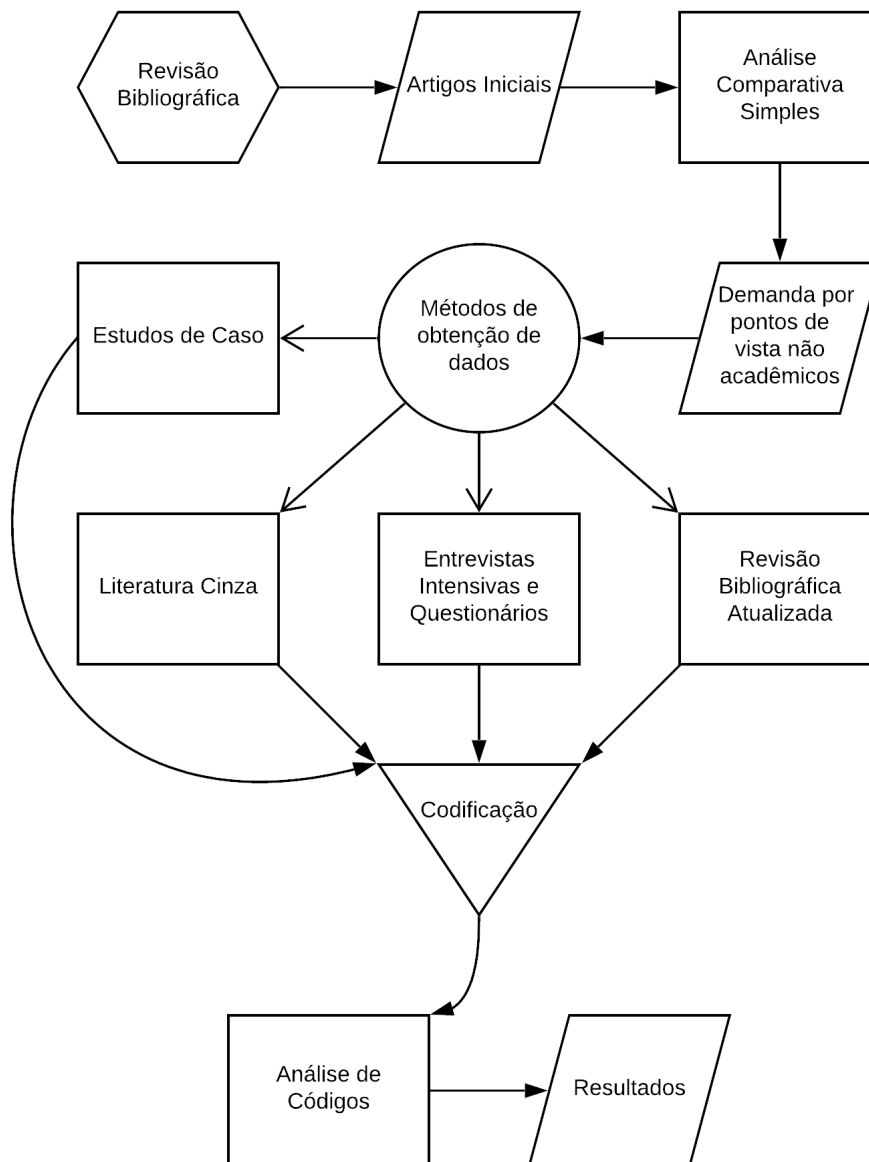 Revisão
Bibliográfica
Artigos Iniciais
Análise
Comparativa
Simples
Estudos de Caso
Métodos de
obtenção de
dados
Demanda por
pontos de
vista não
acadêmicos
Literatura Cinza
Entrevistas
Intensivas e
Questionários
Revisão
Bibliográfica
Atualizada
Codificação
Análise de
Códigos
Resultados